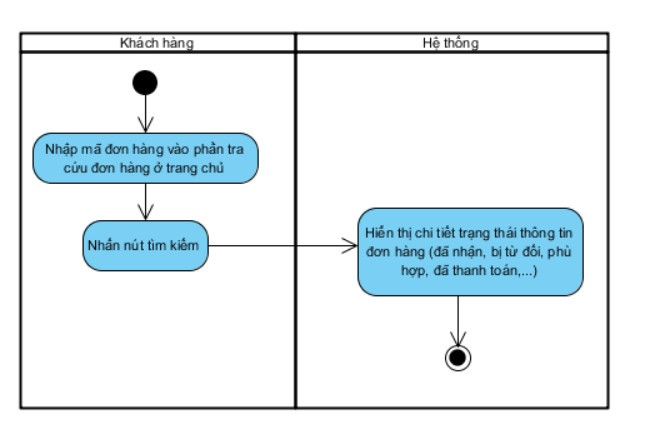 Khách hàng
Hệ thống
Nhập mã đơn hàng vào phần tra
cứu đơn hàng ở trang chủ
Nhấn nút tìm kiếm
Hiển thị chi tiết trạng thái thông tin
đơn hàng (đã nhận, bị từ đối, phù
hợp, đã thanh toán,...)